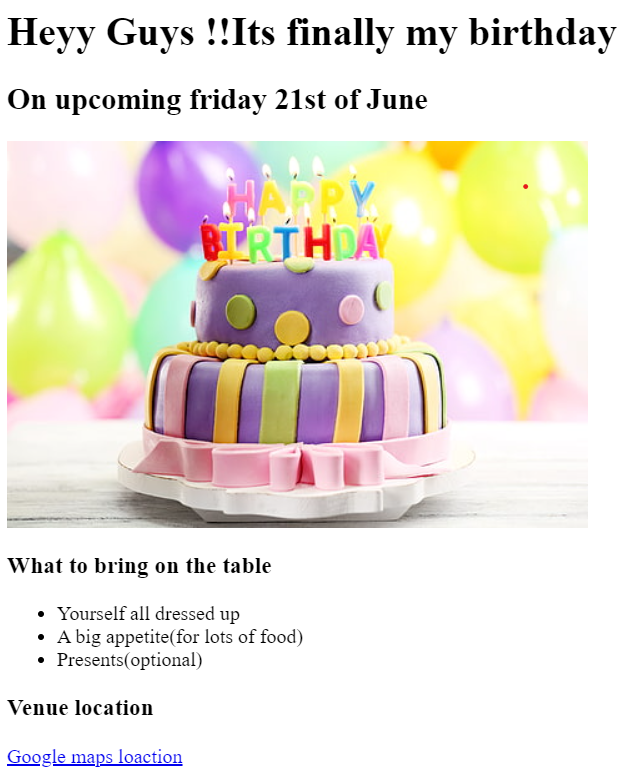 Heyy Guys !!Its finally my birthday
On upcoming friday 21st of June
HAPPY
BIRTHDAY
What to bring on the table
Yourself all dressed up
A big appetite(for lots of food)
Presents(optional)
Venue location
Google maps loaction